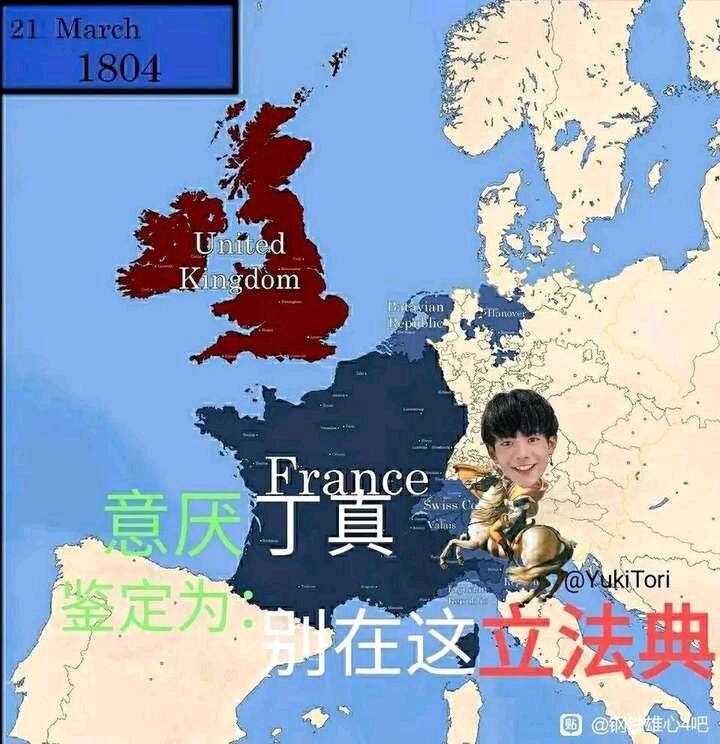 21 March
1804
United
Kingdom
Batavian
Republic
Hanover
France
Swiss Co
Valais
意厌丁真
@YukiTori
鉴定为：
别在这立法典
@钢铁雄心4吧